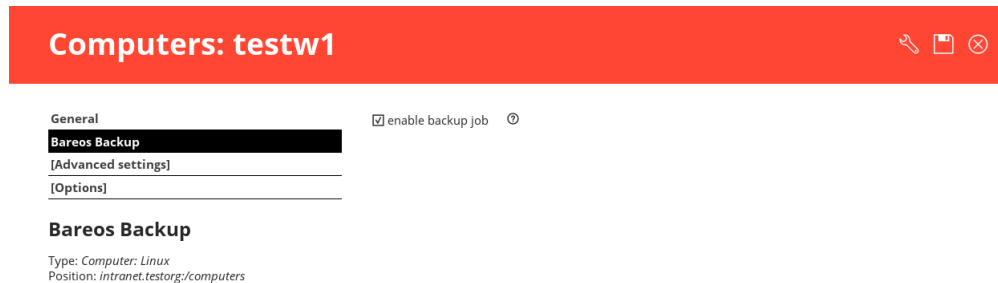 Computers: testw1
General
enable backup job
Bareos Backup
[Advanced settings]
[Options]
Bareos Backup
Type: Computer: Linux
Position: intranet.testorg:/computers